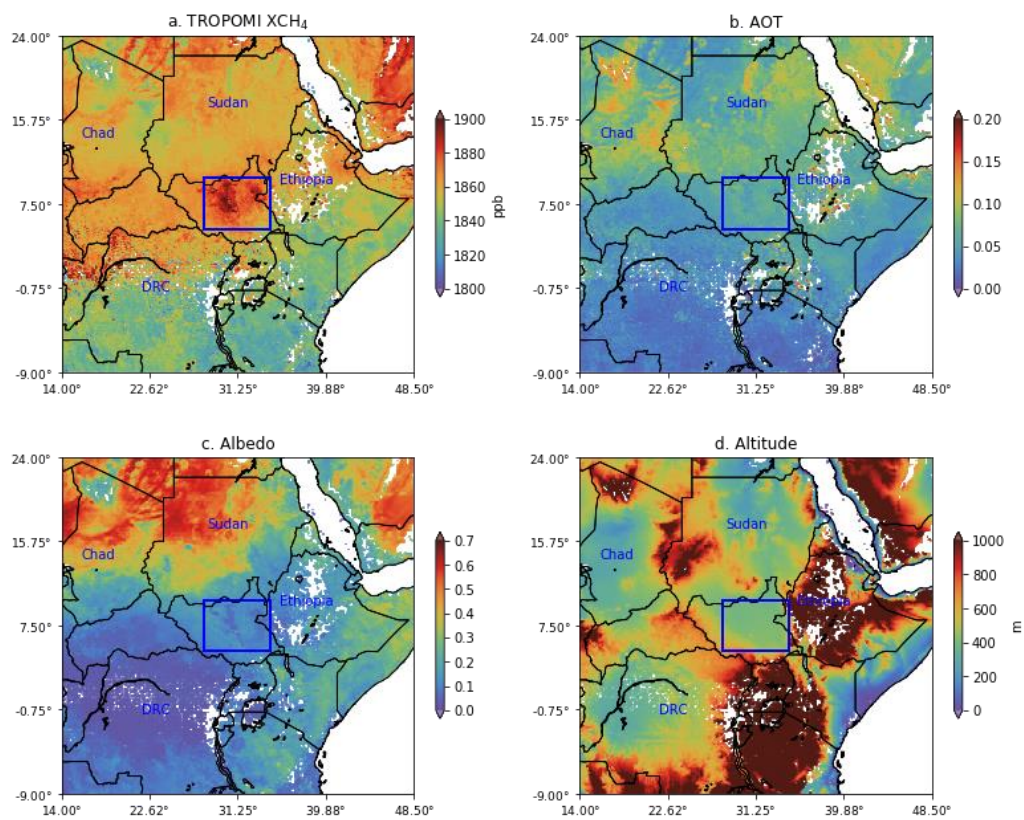 a. TROPOMI XCH₄
24.00°
15.75°
7.50°
-0.75°
-9.00°
14.00° 22.62° 31.25° 39.88° 48.50°
Sudan
Chad
Ethiopia
DRC
1900
1880
1860
1840
1820
1800
ppb
b. AOT
24.00°
15.75°
7.50°
-0.75°
-9.00°
14.00° 22.62° 31.25° 39.88° 48.50°
Sudan
Chad
Ethiopia
DRC
0.20
0.15
0.10
0.05
0.00
c. Albedo
24.00°
15.75°
7.50°
-0.75°
-9.00°
14.00° 22.62° 31.25° 39.88° 48.50°
Sudan
Chad
Ethiopia
DRC
0.7
0.6
0.5
0.4
0.3
0.2
0.1
0.0
d. Altitude
24.00°
15.75°
7.50°
-0.75°
-9.00°
14.00° 22.62° 31.25° 39.88° 48.50°
Sudan
Chad
Ethiopia
DRC
1000
800
600
400
200
0
m